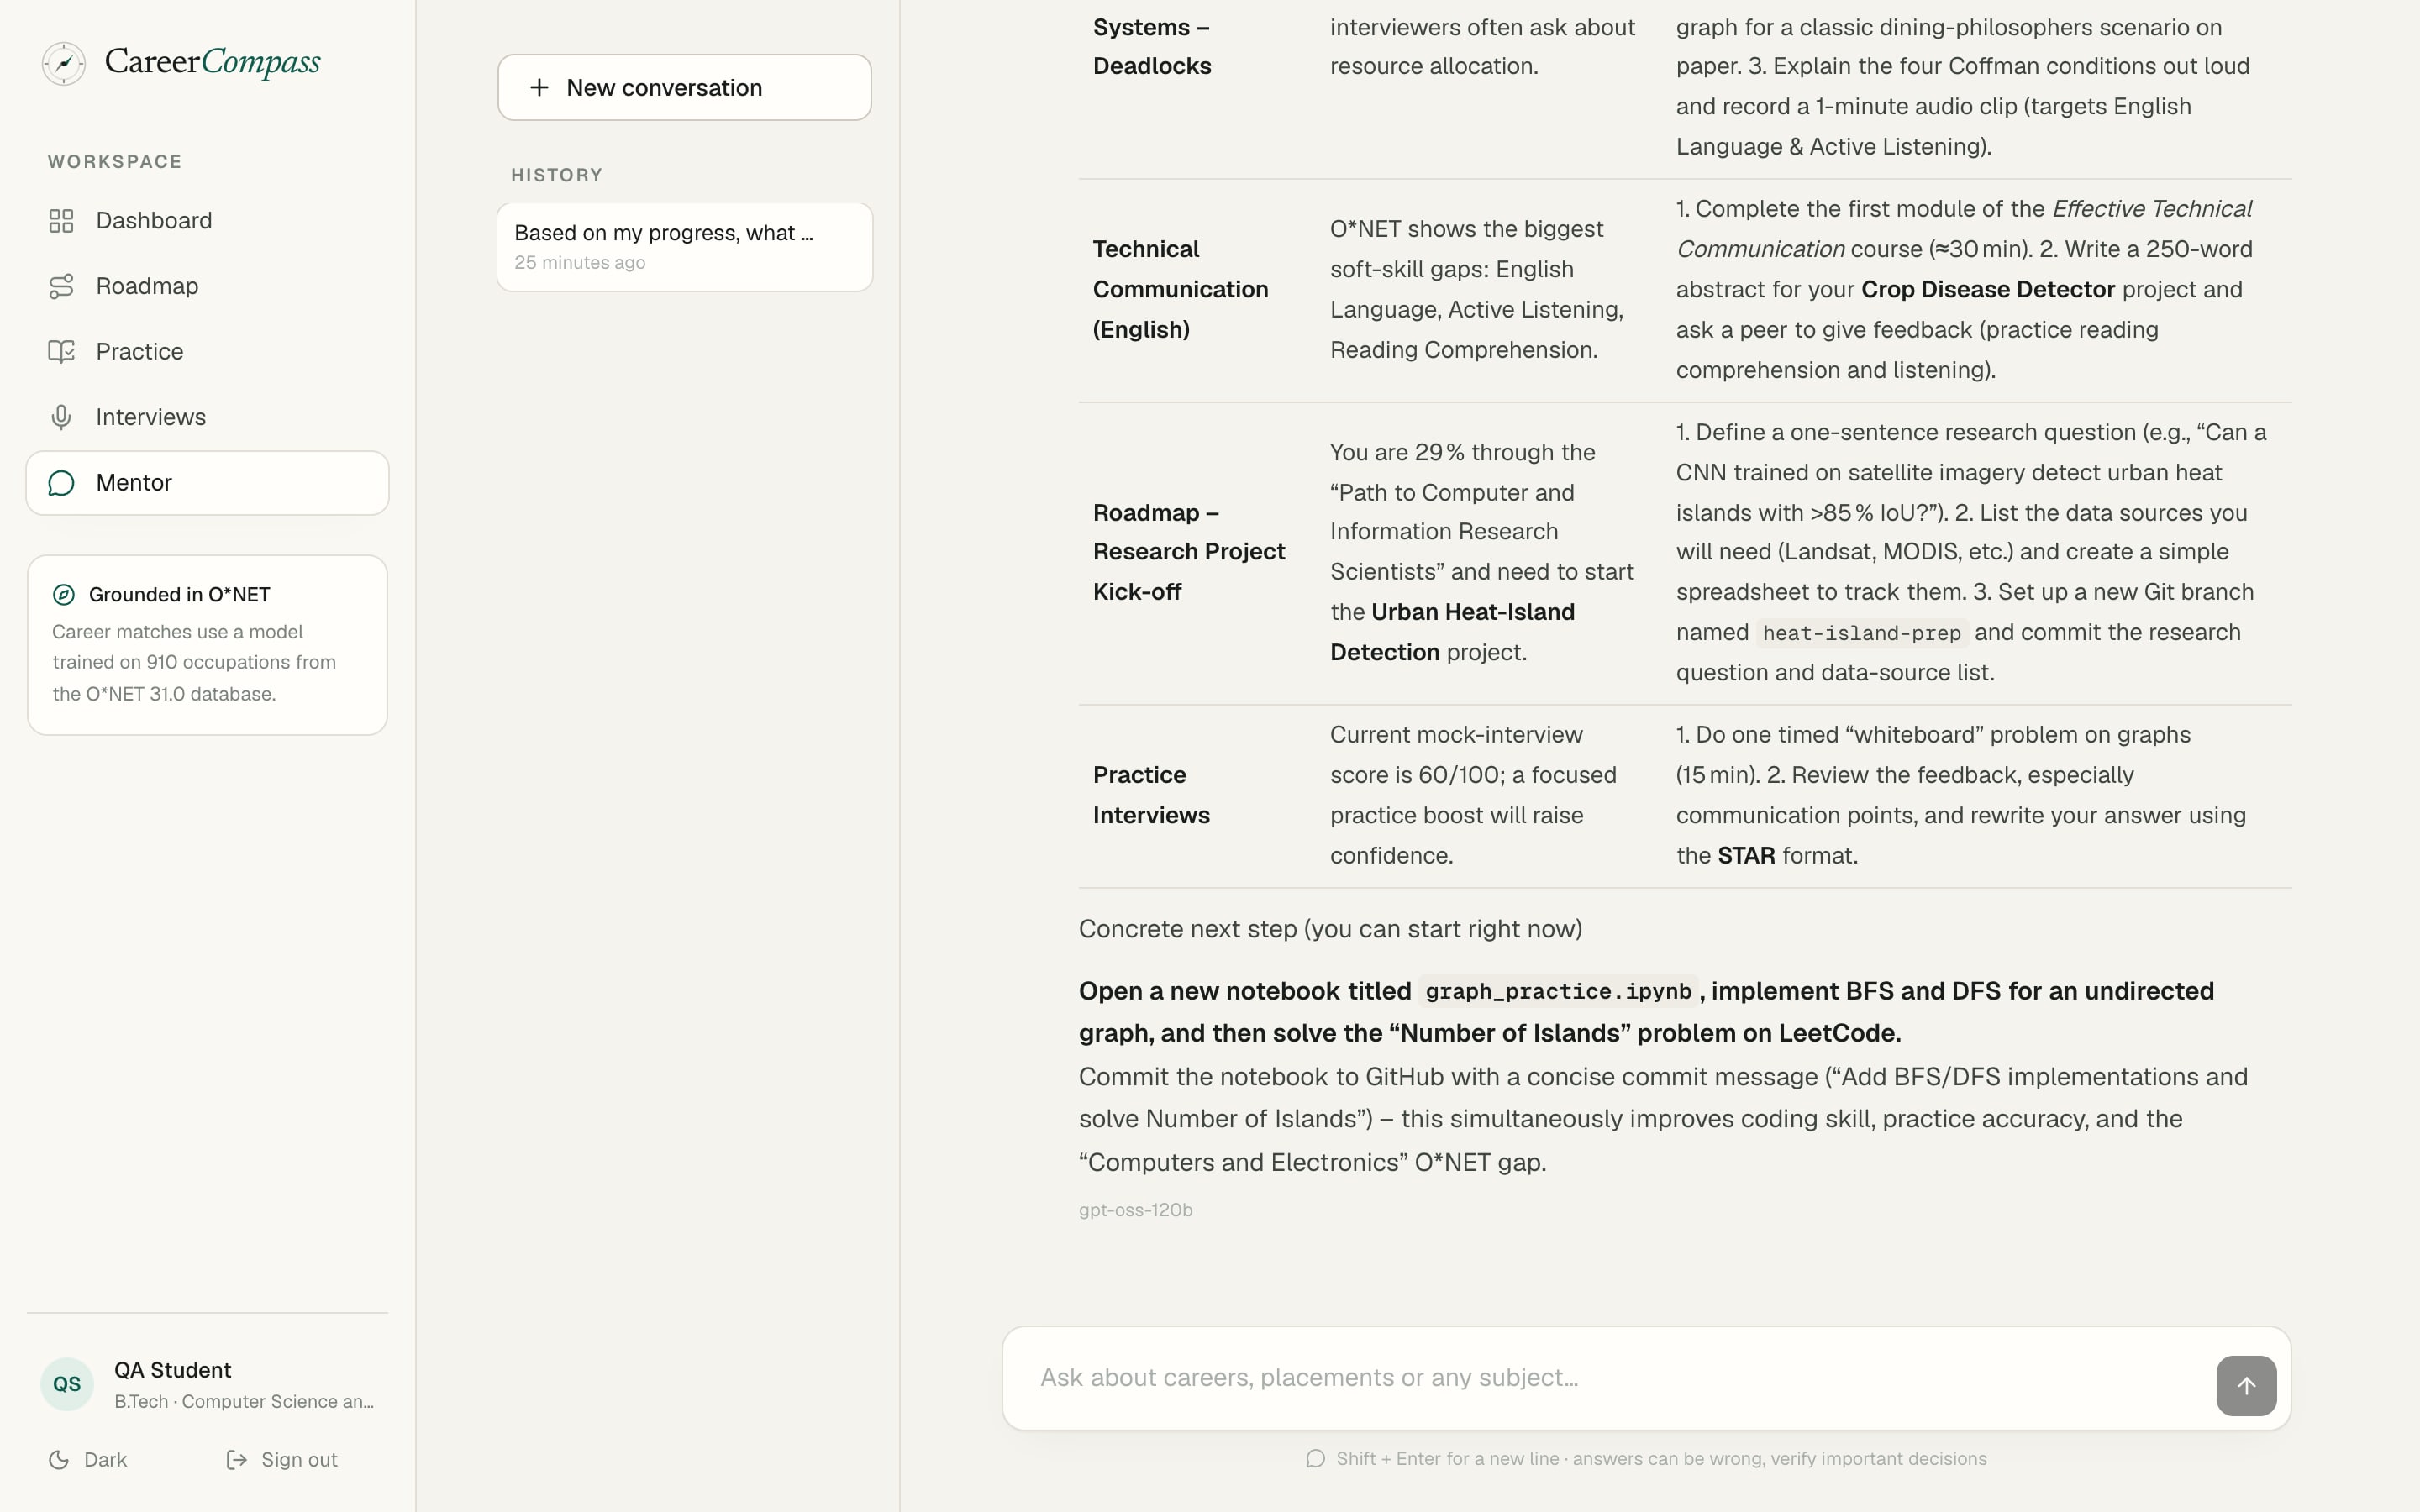 CareerCompass
WORKSPACE
Dashboard
Roadmap
Practice
Interviews
Mentor
Grounded in O*NET
Career matches use a model
trained on 910 occupations from
the O*NET 31.0 database.
QS
QA Student
B.Tech · Computer Science an...
Dark
Sign out
+ New conversation
HISTORY
Based on my progress, what ...
25 minutes ago
Systems –
Deadlocks
interviewers often ask about
resource allocation.
graph for a classic dining-philosophers scenario on
paper. 3. Explain the four Coffman conditions out loud
and record a 1-minute audio clip (targets English
Language & Active Listening).
Technical
Communication
(English)
O*NET shows the biggest
soft-skill gaps: English
Language, Active Listening,
Reading Comprehension.
1. Complete the first module of the Effective Technical
Communication course (≈30 min). 2. Write a 250-word
abstract for your Crop Disease Detector project and
ask a peer to give feedback (practice reading
comprehension and listening).
Roadmap –
Research Project
Kick-off
You are 29 % through the
“Path to Computer and
Information Research
Scientists” and need to start
the Urban Heat-Island
Detection project.
1. Define a one-sentence research question (e.g., “Can a
CNN trained on satellite imagery detect urban heat
islands with >85 % IoU?”). 2. List the data sources you
will need (Landsat, MODIS, etc.) and create a simple
spreadsheet to track them. 3. Set up a new Git branch
named heat-island-prep and commit the research
question and data-source list.
Practice
Interviews
Current mock-interview
score is 60/100; a focused
practice boost will raise
confidence.
1. Do one timed “whiteboard” problem on graphs
(15 min). 2. Review the feedback, especially
communication points, and rewrite your answer using
the STAR format.
Concrete next step (you can start right now)
Open a new notebook titled graph_practice.ipynb, implement BFS and DFS for an undirected
graph, and then solve the “Number of Islands” problem on LeetCode.
Commit the notebook to GitHub with a concise commit message (“Add BFS/DFS implementations and
solve Number of Islands”) – this simultaneously improves coding skill, practice accuracy, and the
“Computers and Electronics” O*NET gap.
gpt-oss-120b
Ask about careers, placements or any subject...
Shift + Enter for a new line · answers can be wrong, verify important decisions